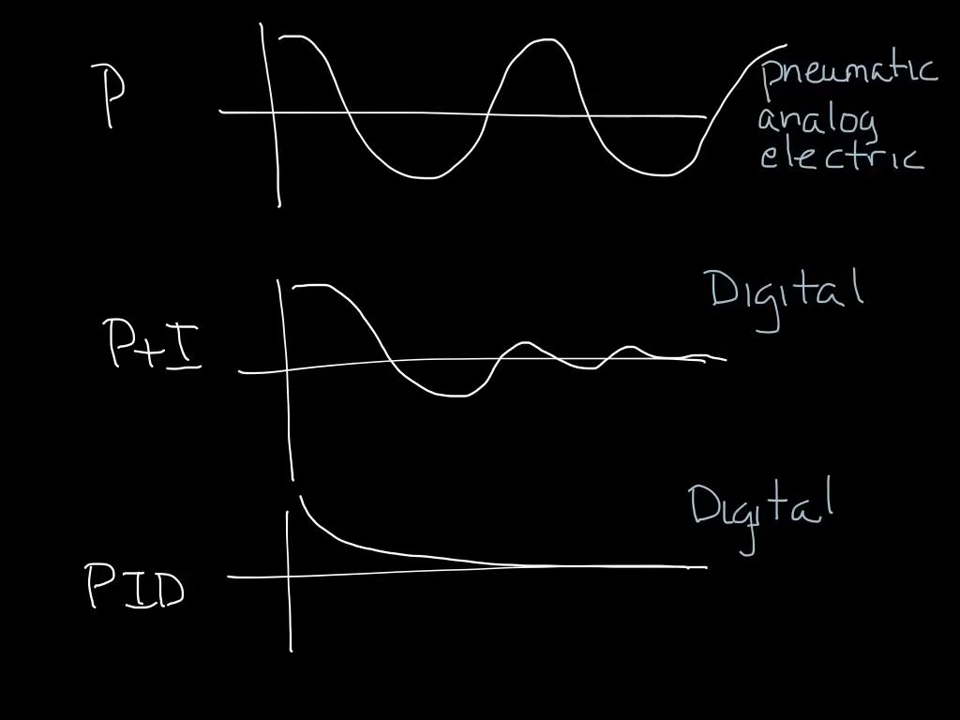 P
pneumatic
analog
electric
Digital
P+I
Digital
PID